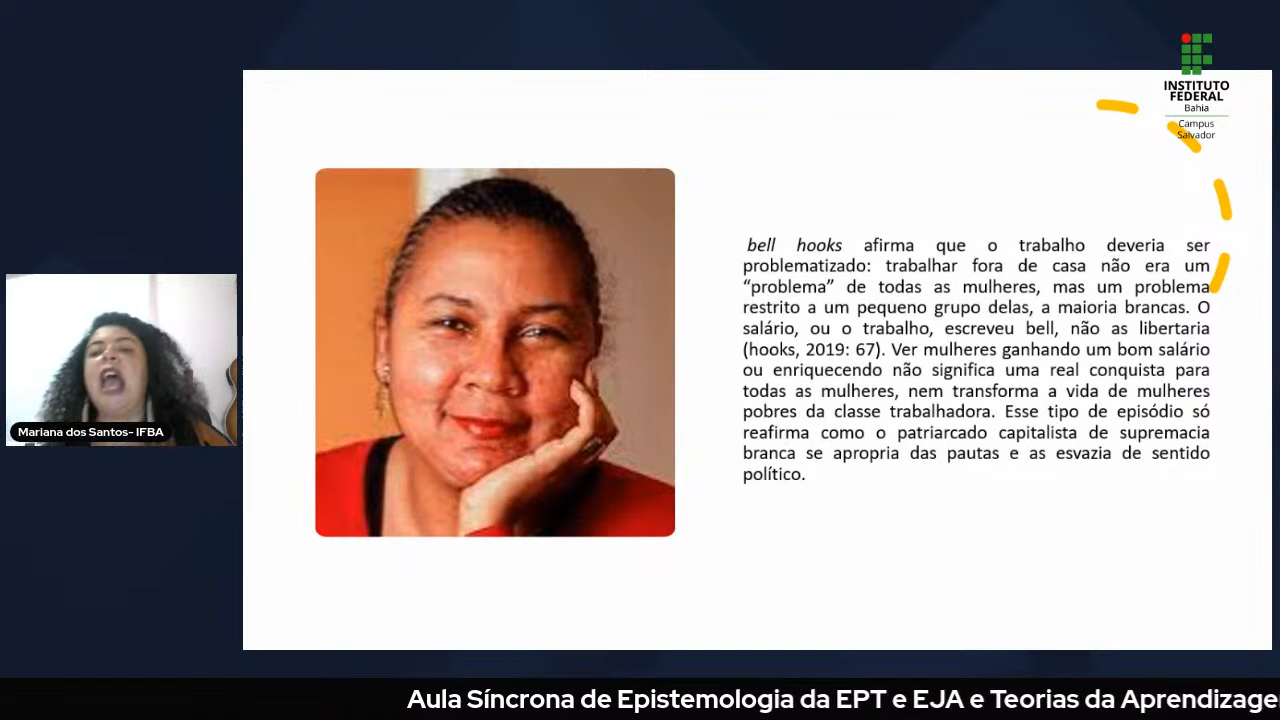 INSTITUTO
FEDERAL
Bahia
Campus
Salvador
bell hooks afirma que o trabalho deveria ser
problematizado: trabalhar fora de casa não era um
“problema” de todas as mulheres, mas um problema
restrito a um pequeno grupo delas, a maioria brancas. O
salário, ou o trabalho, escreveu bell, não as libertaria
(hooks, 2019: 67). Ver mulheres ganhando um bom salário
ou enriquecendo não significa uma real conquista para
todas as mulheres, nem transforma a vida de mulheres
pobres da classe trabalhadora. Esse tipo de episódio só
reafirma como o patriarcado capitalista de supremacia
branca se apropria das pautas e as esvazia de sentido
político.
Mariana dos Santos- IFBA
Aula Síncrona de Epistemologia da EPT e EJA e Teorias da Aprendizage